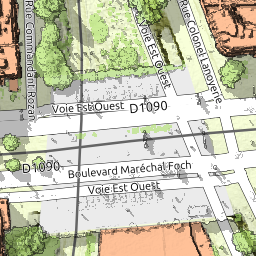 Rue Commandant Rozan
Voie Est Ouest
Rue Colonel Lanoyerie
Voie Est Ouest
D1090
D1090
Boulevard Maréchal Foch
Voie Est Ouest